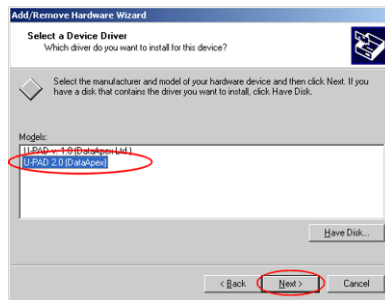 Add/Remove Hardware Wizard
Select a Device Driver
Which driver do you want to install for this device?
Select the manufacturer and model of your hardware device and then click Next. If you
have a disk that contains the driver you want to install, click Have Disk.
Models:
U-PAD v. 1.0 (DataApex Ltd.)
U-PAD 2.0 (DataApex)
Have Disk...
< Back
Next >
Cancel